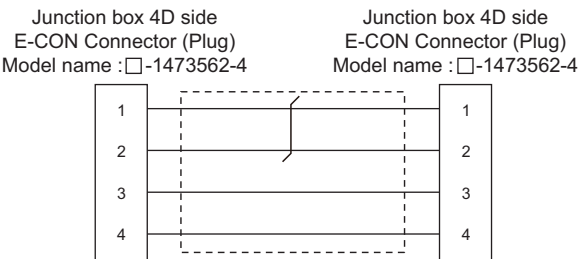 Junction box 4D side
E-CON Connector (Plug)
Model name : □-1473562-4
Junction box 4D side
E-CON Connector (Plug)
Model name : □-1473562-4
1
1
2
2
3
3
4
4